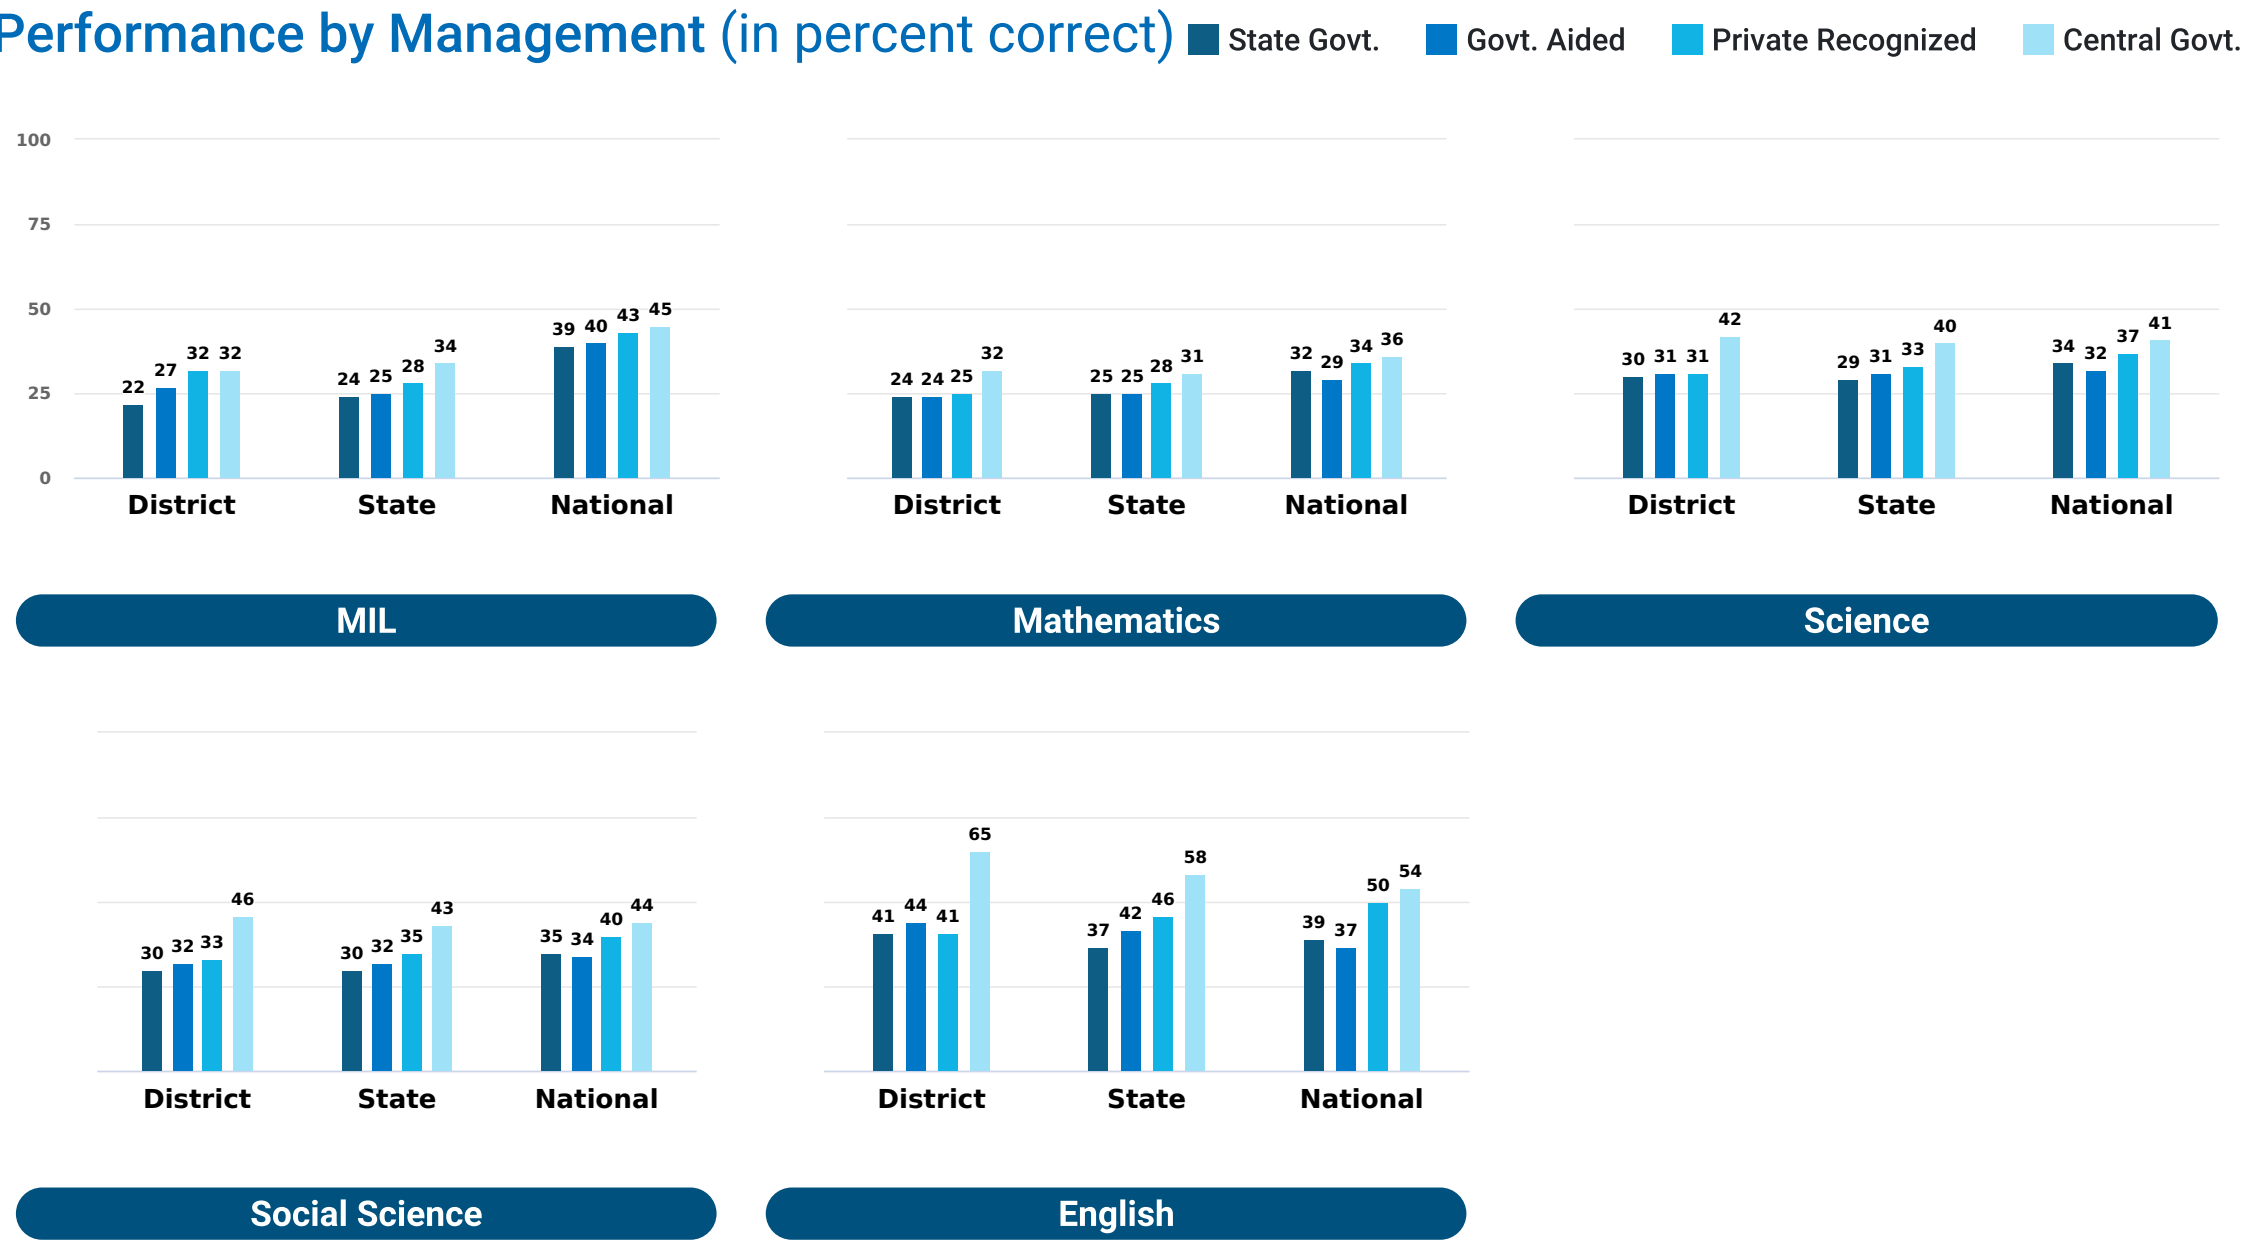 Performance by Management (in percent correct) State Govt. Govt. Aided Private Recognized Central Govt.
100
75
50
25
0
22 27 32 32 24 25 28 34 39 40 43 45
District State National
MIL
24 24 25 32 25 25 28 31 32 29 34 36
District State National
Mathematics
30 31 31 42 29 31 33 40 34 32 37 41
District State National
Science
30 32 33 46 30 32 35 43 35 34 40 44
District State National
Social Science
41 44 41 65 37 42 46 58 39 37 50 54
District State National
English